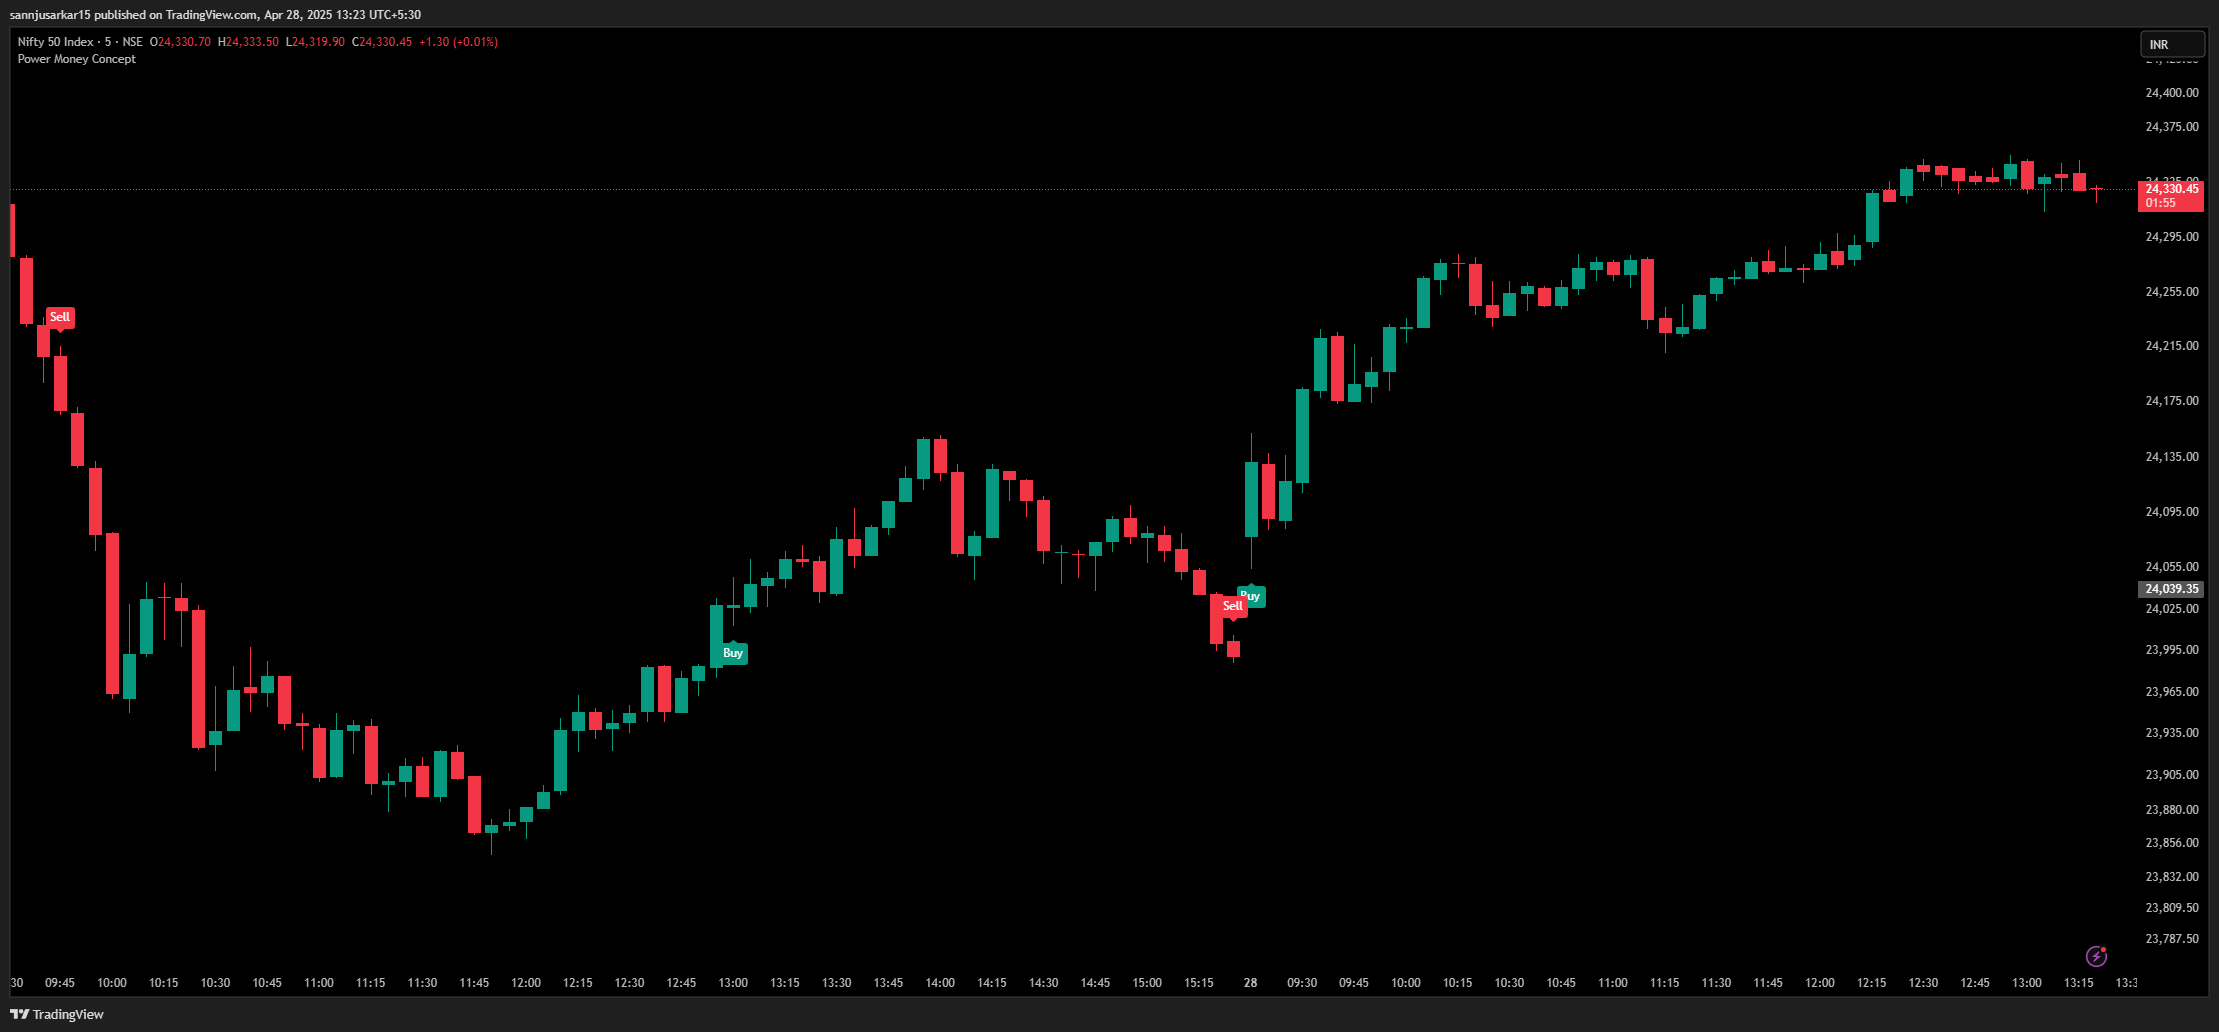 sannjusarkar15 published on TradingView.com, Apr 28, 2025 13:23 UTC+5:30
Nifty 50 Index · 5 · NSE O24,330.70 H24,333.50 L24,319.90 C24,330.45 +1.30 (+0.01%)
Power Money Concept
INR
24,400.00
24,375.00
24,330.45
01:55
24,295.00
24,255.00
24,215.00
24,175.00
24,135.00
24,095.00
24,055.00
24,039.35
24,025.00
23,995.00
23,965.00
23,935.00
23,905.00
23,880.00
23,856.00
23,832.00
23,809.50
23,787.50
Sell
Buy
Sell
Buy
30 09:45 10:00 10:15 10:30 10:45 11:00 11:15 11:30 11:45 12:00 12:15 12:30 12:45 13:00 13:15 13:30 13:45 14:00 14:15 14:30 14:45 15:00 15:15 28 09:30 09:45 10:00 10:15 10:30 10:45 11:00 11:15 11:30 11:45 12:00 12:15 12:30 12:45 13:00 13:15
TradingView